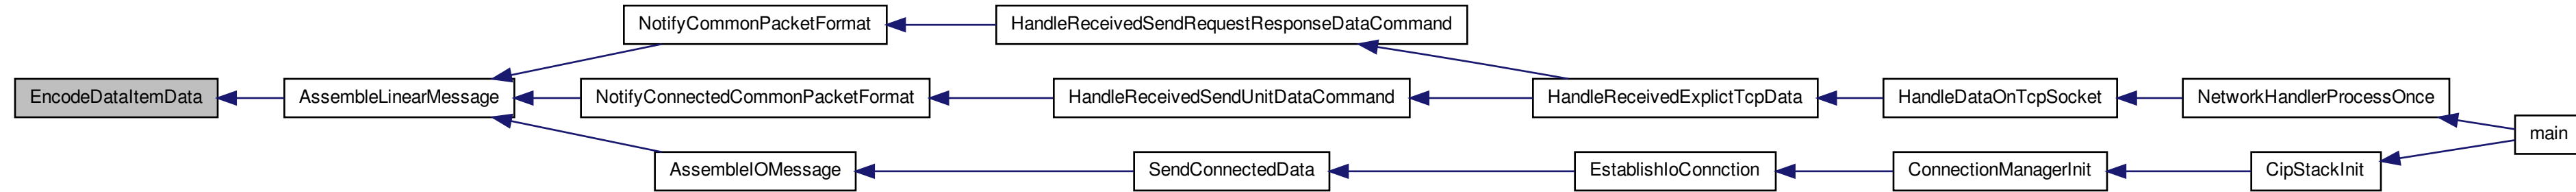 NotifyCommonPacketFormat
HandleReceivedSendRequestResponseDataCommand
EncodeDataItemData
AssembleLinearMessage
NotifyConnectedCommonPacketFormat
HandleReceivedSendUnitDataCommand
HandleReceivedExplictTcpData
HandleDataOnTcpSocket
NetworkHandlerProcessOnce
main
AssembleIOMessage
SendConnectedData
EstablishIoConnction
ConnectionManagerInit
CipStackInit